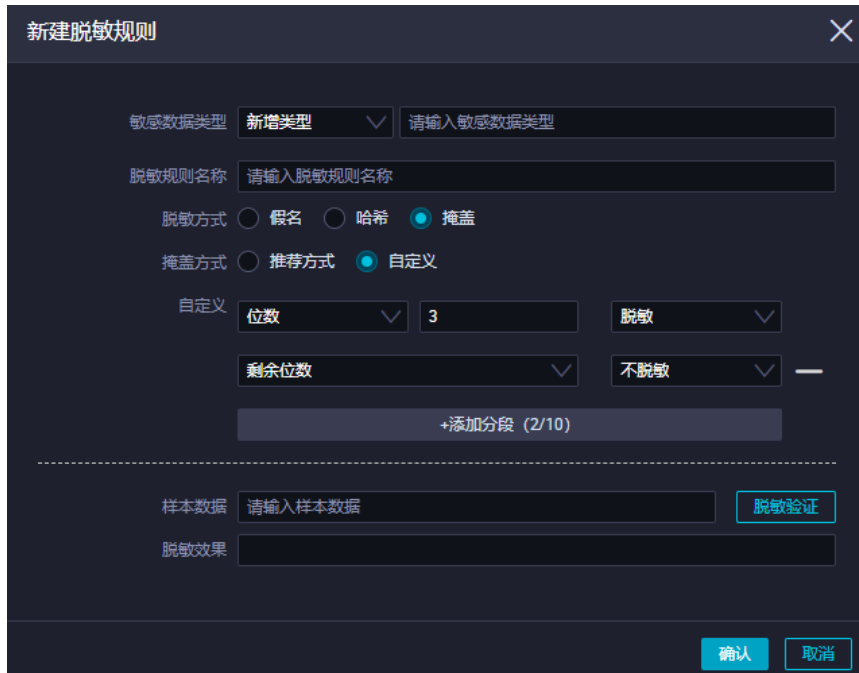 新建脱敏规则
敏感数据类型 新增类型 请输入敏感数据类型
脱敏规则名称 请输入脱敏规则名称
脱敏方式 假名 哈希 掩盖
掩盖方式 推荐方式 自定义
自定义 位数 3 脱敏
剩余位数 不脱敏
+添加分段（2/10）
样本数据 请输入样本数据 脱敏验证
脱敏效果
确认 取消